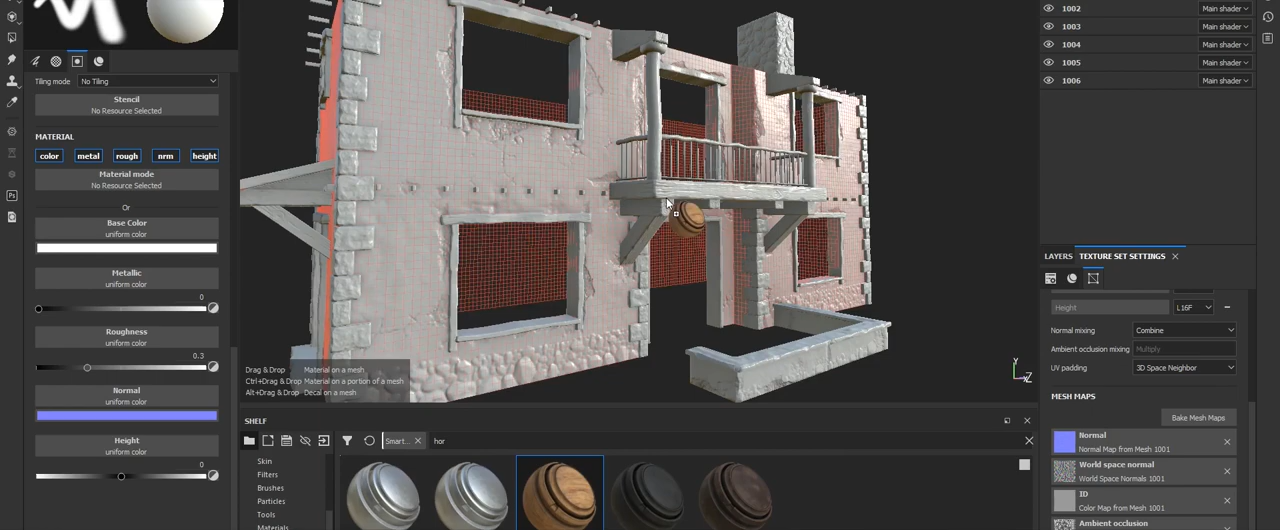 Tiling mode
No Tiling
Stencil
No Resource Selected
MATERIAL
color metal rough nrm height
Material mode
No Resource Selected
Or
Base Color
uniform color
Metallic
uniform color
0
Roughness
uniform color
0.3
Normal
uniform color
Height
uniform color
0
Ps
Drag & Drop Material on a mesh
Ctrl+Drag & Drop Material on a portion of a mesh
Alt+Drag & Drop Decal on a mesh
Y
Z
SHELF
Smart...
hor
Skin
Filters
Brushes
Particles
Tools
Materials
1002 Main shader
1003 Main shader
1004 Main shader
1005 Main shader
1006 Main shader
LAYERS TEXTURE SET SETTINGS
Height L16F
Normal mixing Combine
Ambient occlusion mixing Multiply
UV padding 3D Space Neighbor
MESH MAPS
Bake Mesh Maps
Normal
Normal Map from Mesh 1001
World space normal
World Space Normals 1001
ID
Color Map from Mesh 1001
Ambient occlusion